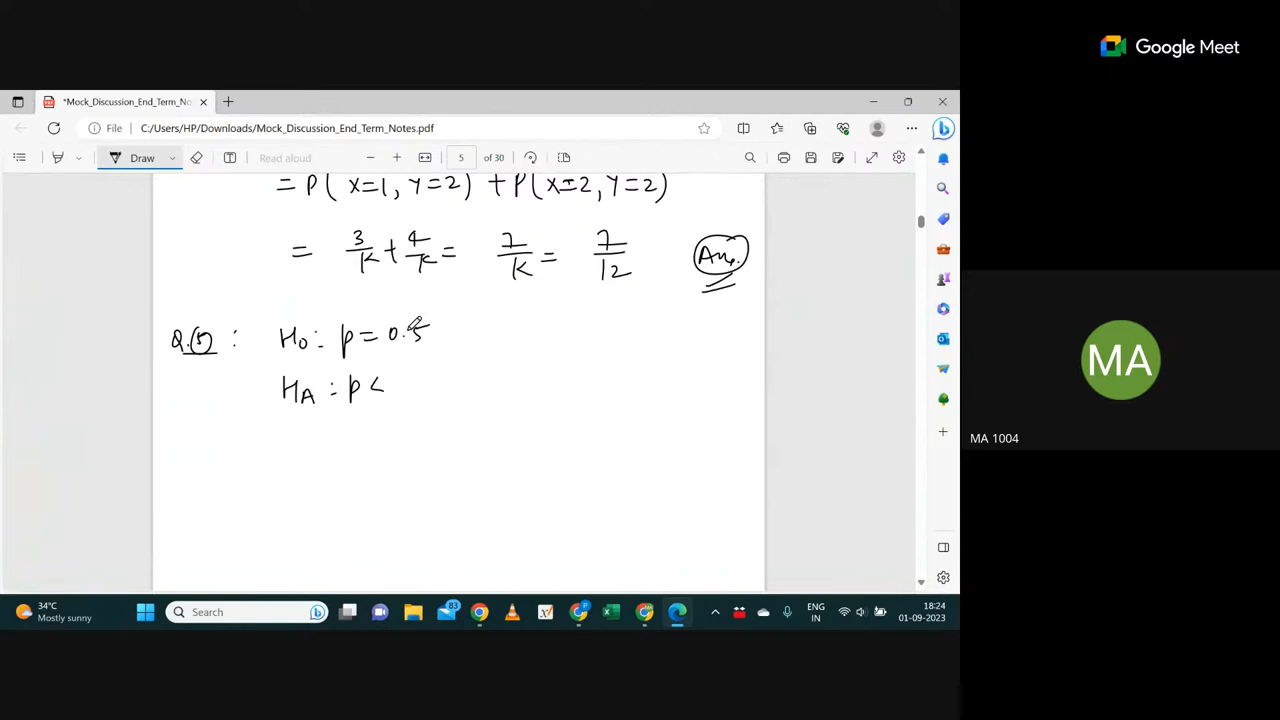 Google Meet
*Mock_Discussion_End_Term_No
File C:/Users/HP/Downloads/Mock_Discussion_End_Term_Notes.pdf
Draw Read aloud 5 of 30
= P( X=1, Y=2) + P( X=2, Y=2)
= 3/K + 4/K = 7/K = 7/12 Ans.
Q.(5) : H0 : p = 0.5
HA : p <
MA
MA 1004
34°C
Mostly sunny
Search
83
ENG
IN
18:24
01-09-2023